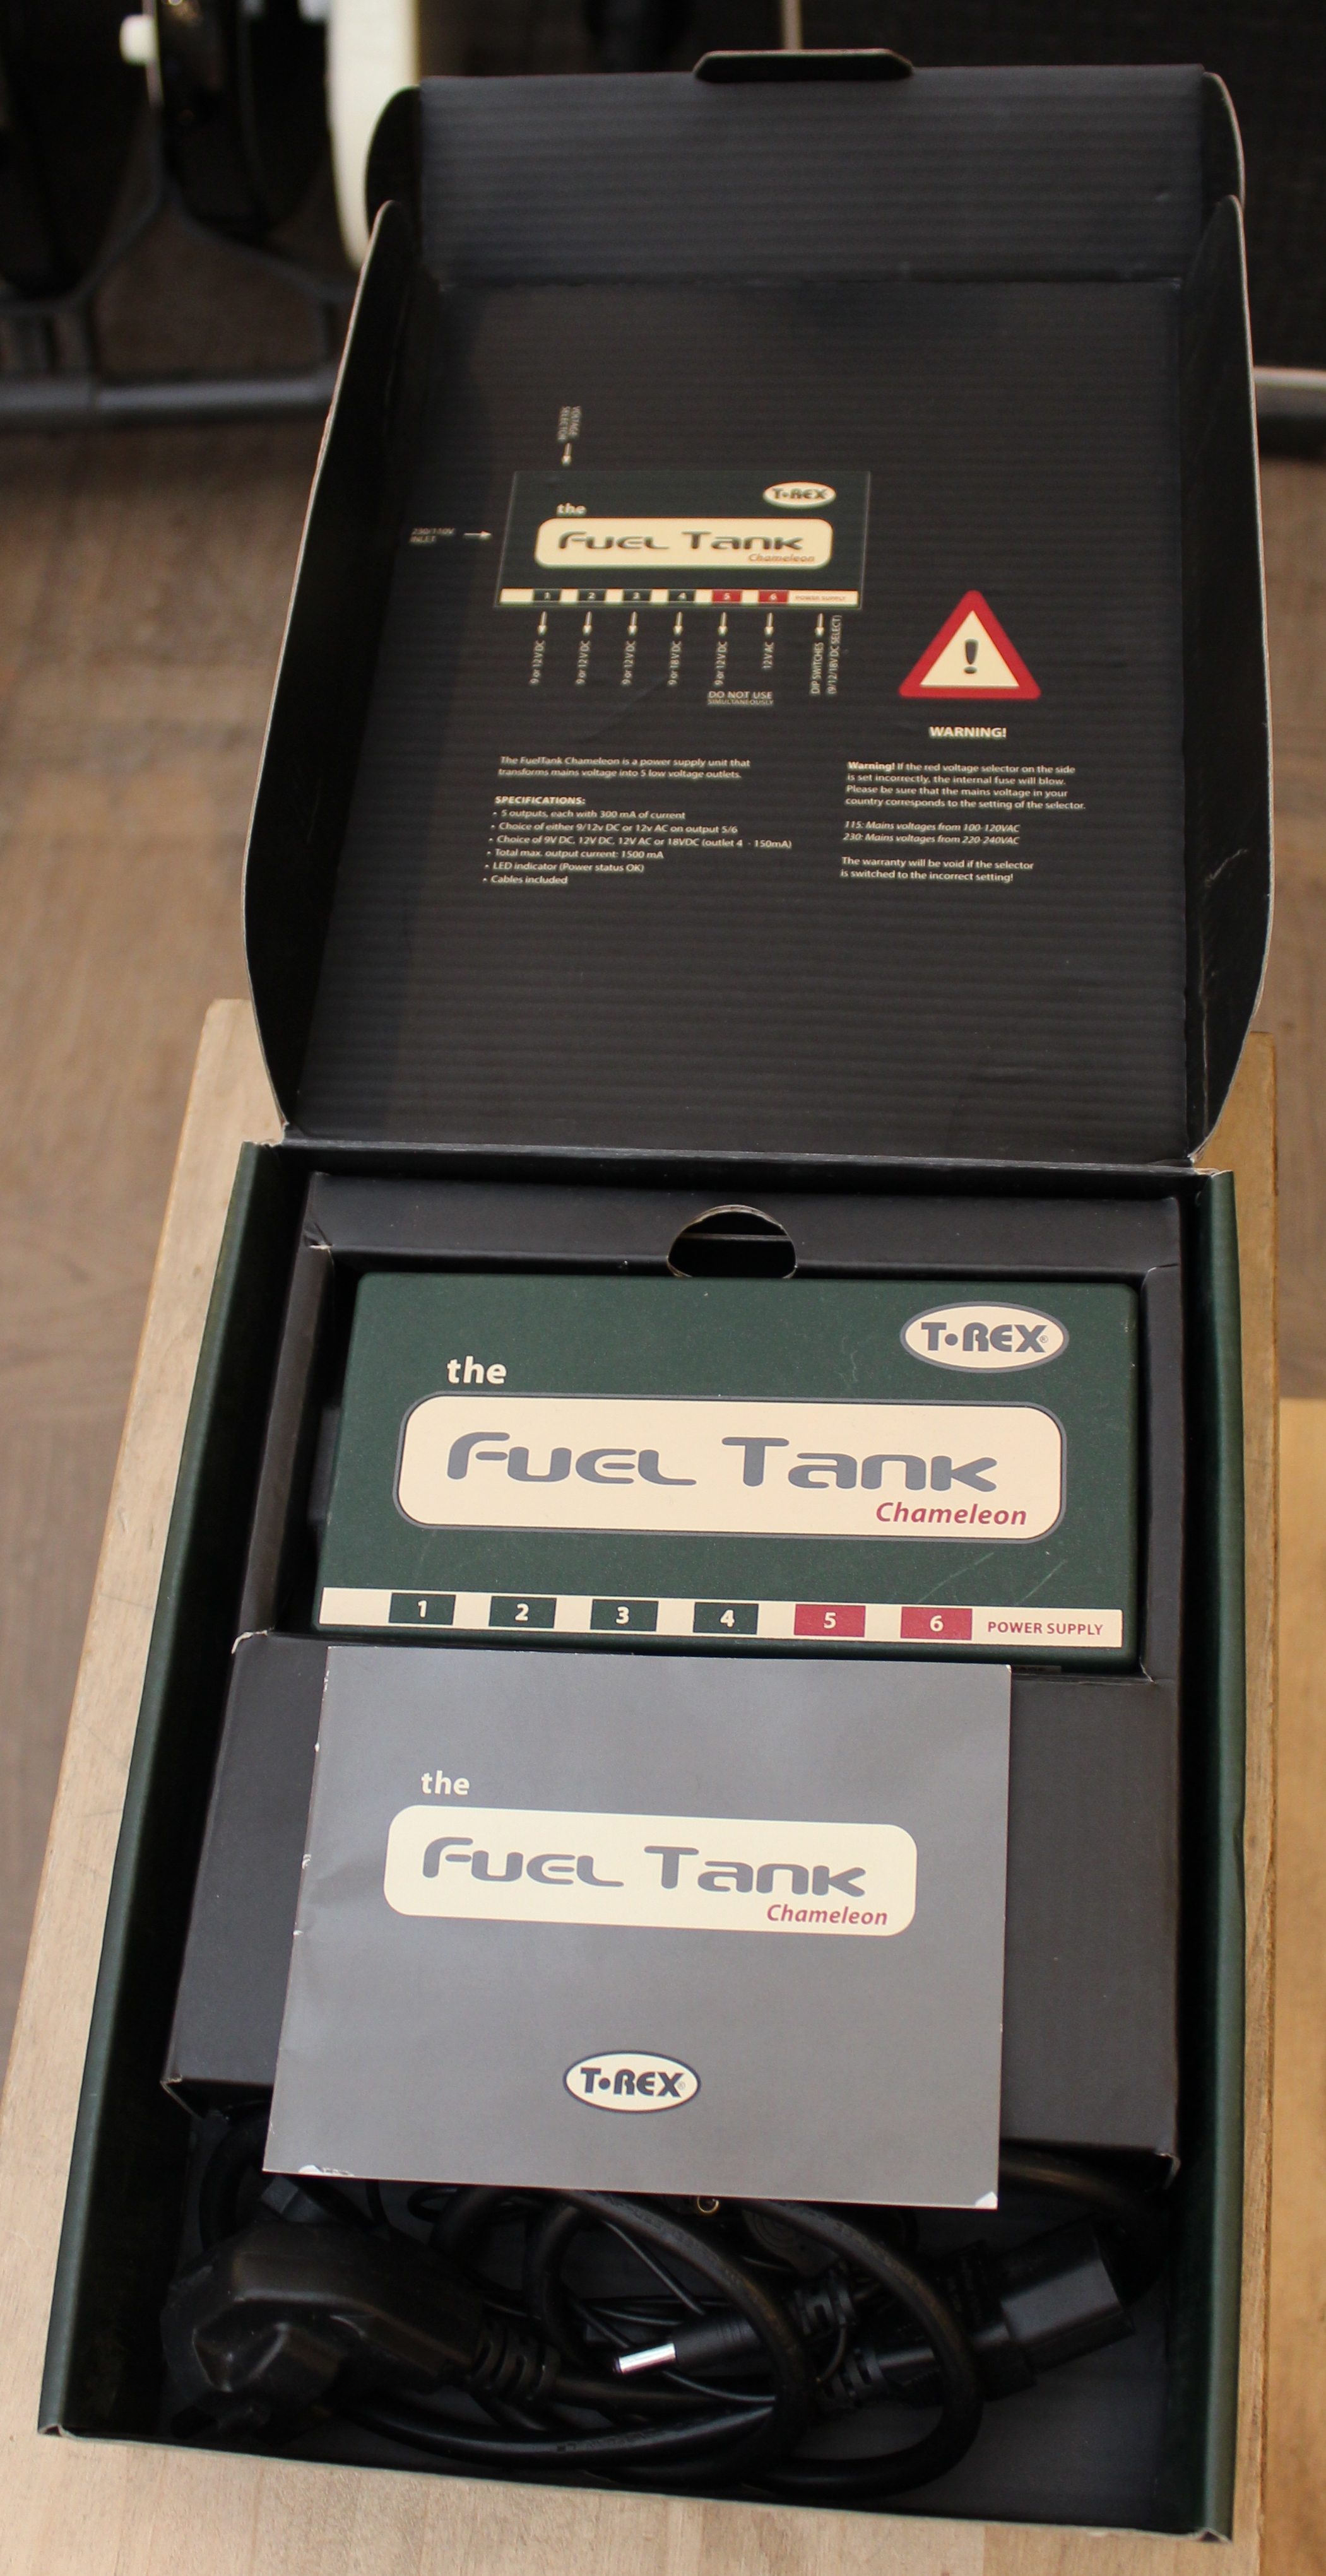 VOLTAGE
SELECTOR
230/110V
INLET
T·REX
the
Fuel Tank
Chameleon
1 2 3 4 5 6 POWER SUPPLY
9 or 12V DC
9 or 12V DC
9 or 12V DC
9 or 18V DC
9 or 12V DC
12V AC
DIP SWITCHES
(9/12/18V DC SELECT)
DO NOT USE
SIMULTANEOUSLY
The FuelTank Chameleon is a power supply unit that
transforms mains voltage into 5 low voltage outlets.
SPECIFICATIONS:
• 5 outputs, each with 300 mA of current
• Choice of either 9/12v DC or 12v AC on output 5/6
• Choice of 9V DC, 12V DC, 12V AC or 18VDC (outlet 4 - 150mA)
• Total max. output current: 1500 mA
• LED indicator (Power status OK)
• Cables included
!
WARNING!
Warning! If the red voltage selector on the side
is set incorrectly, the internal fuse will blow.
Please be sure that the mains voltage in your
country corresponds to the setting of the selector.
115: Mains voltages from 100-120VAC
230: Mains voltages from 220-240VAC
The warranty will be void if the selector
is switched to the incorrect setting!
T·REX®
the
Fuel Tank
Chameleon
1 2 3 4 5 6 POWER SUPPLY
the
Fuel Tank
Chameleon
T·REX®